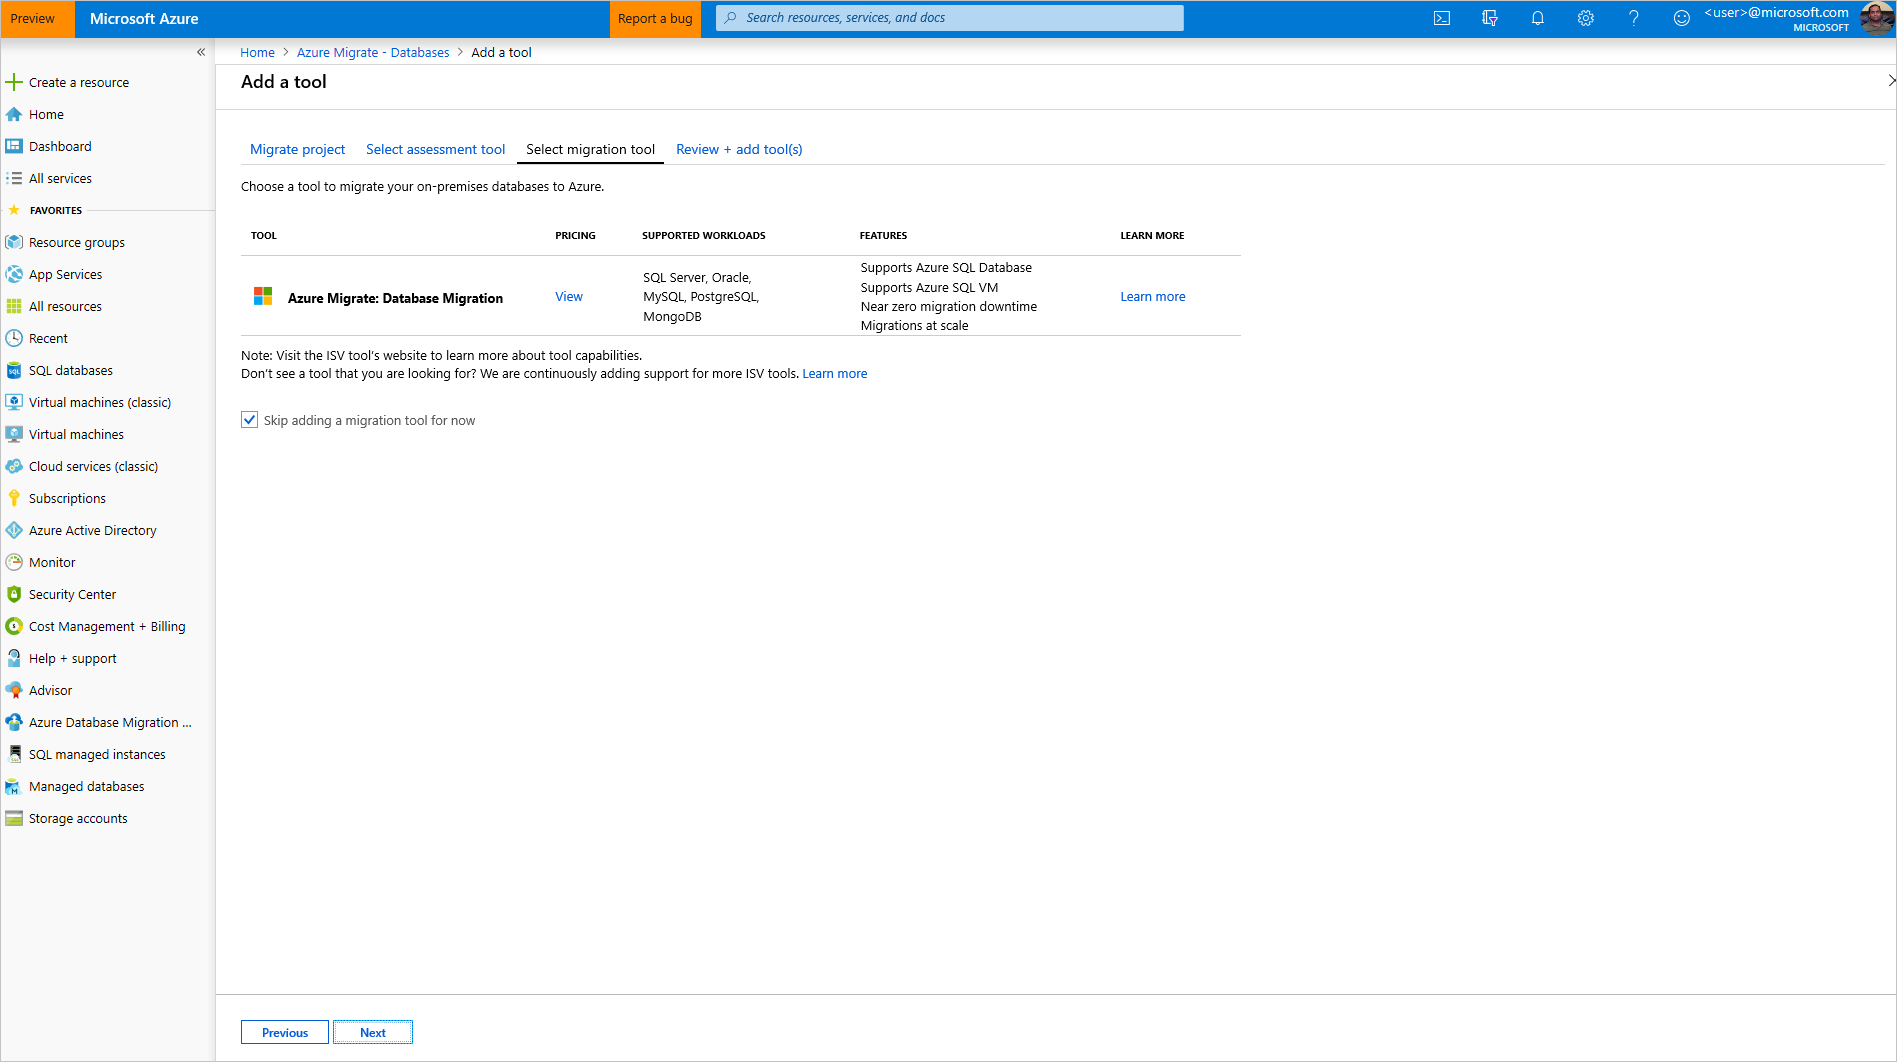 Preview
Microsoft Azure
Report a bug
Search resources, services, and docs
<user>@microsoft.com
MICROSOFT
Home > Azure Migrate - Databases > Add a tool
Add a tool
Create a resource
Home
Dashboard
All services
FAVORITES
Resource groups
App Services
All resources
Recent
SQL databases
Virtual machines (classic)
Virtual machines
Cloud services (classic)
Subscriptions
Azure Active Directory
Monitor
Security Center
Cost Management + Billing
Help + support
Advisor
Azure Database Migration ...
SQL managed instances
Managed databases
Storage accounts
Migrate project Select assessment tool Select migration tool Review + add tool(s)
Choose a tool to migrate your on-premises databases to Azure.
TOOL PRICING SUPPORTED WORKLOADS FEATURES LEARN MORE
Azure Migrate: Database Migration
View
SQL Server, Oracle,
MySQL, PostgreSQL,
MongoDB
Supports Azure SQL Database
Supports Azure SQL VM
Near zero migration downtime
Migrations at scale
Learn more
Note: Visit the ISV tool's website to learn more about tool capabilities.
Don't see a tool that you are looking for? We are continuously adding support for more ISV tools. Learn more
Skip adding a migration tool for now
Previous Next